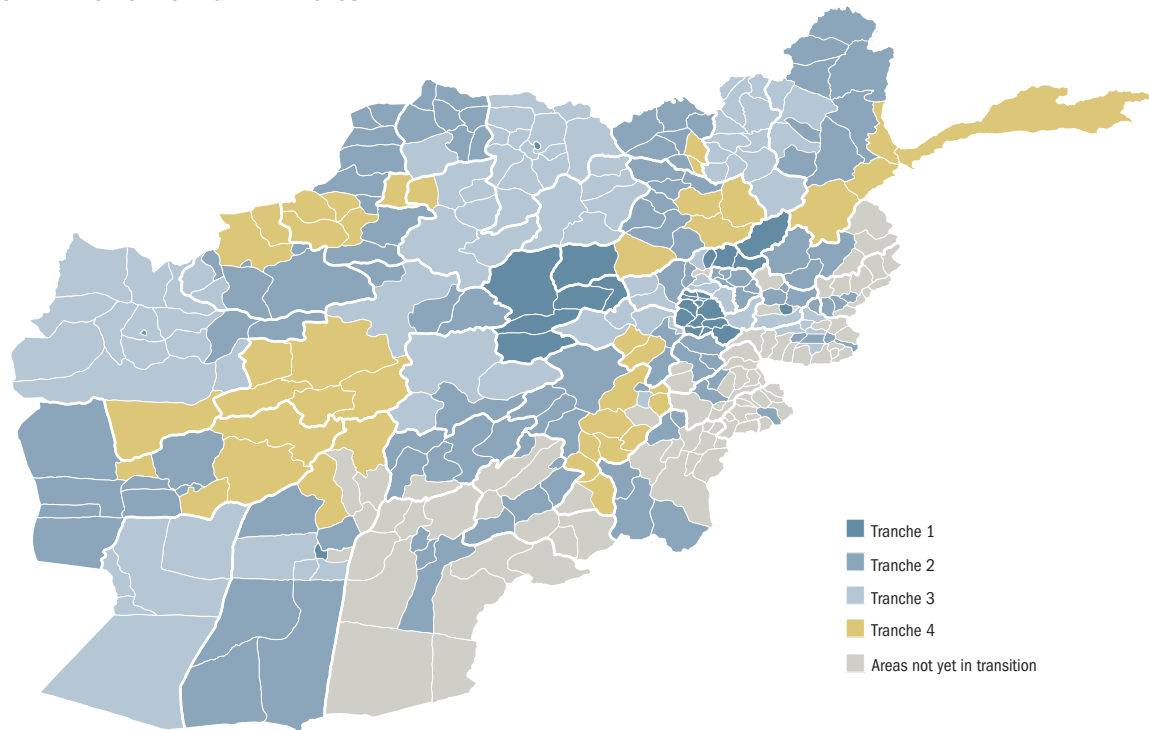 Tranche 1
Tranche 2
Tranche 3
Tranche 4
Areas not yet in transition